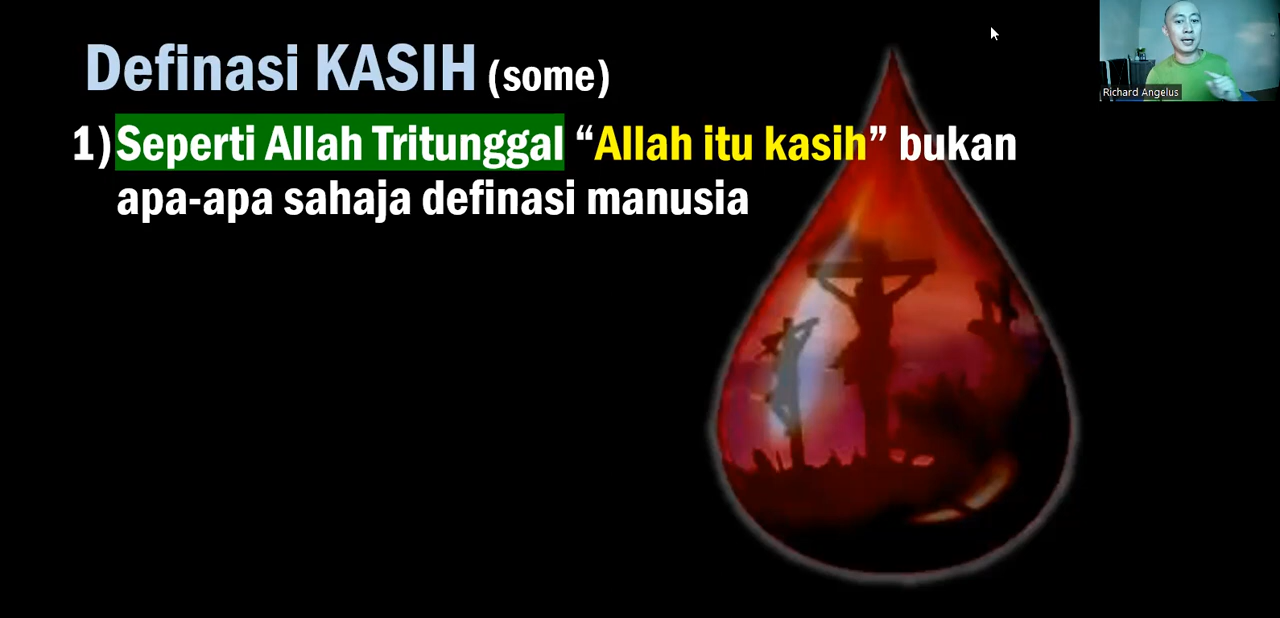 Definasi KASIH (some)
1) Seperti Allah Tritunggal “Allah itu kasih” bukan
apa-apa sahaja definasi manusia
Richard Angelus